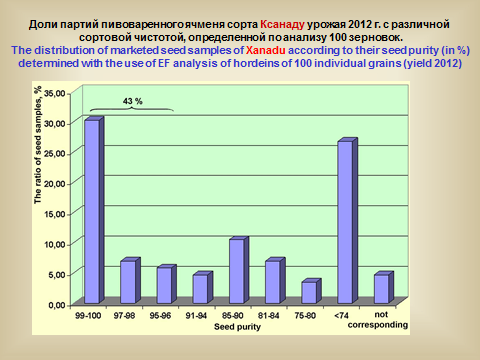 Доли партий пивоваренного ячменя сорта Ксанаду урожая 2012 г. с различной
сортовой чистотой, определенной по анализу 100 зерновок.
The distribution of marketed seed samples of Xanadu according to their seed purity (in %)
determined with the use of EF analysis of hordeins of 100 individual grains (yield 2012)
The ratio of seed samples, %
35,00
30,00
25,00
20,00
15,00
10,00
5,00
0,00
43 %
99-100 97-98 95-96 91-94 85-80 81-84 75-80 <74 not
corresponding
Seed purity